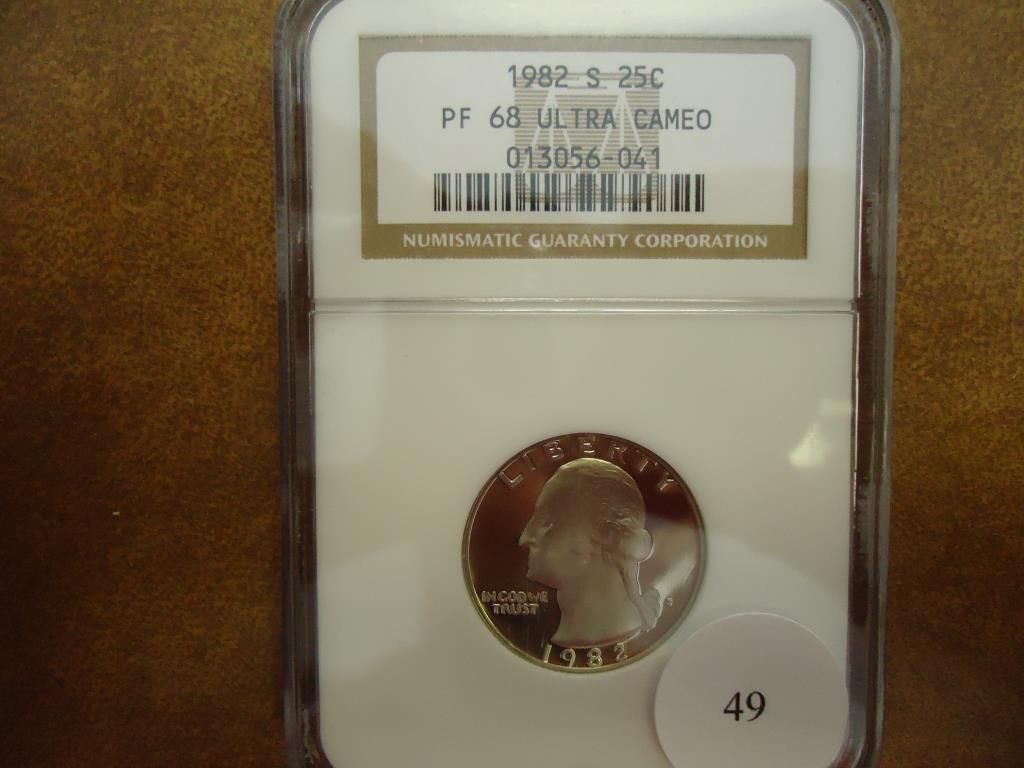 1982 S 25C
PF 68 ULTRA CAMEO
013056-041
NUMISMATIC GUARANTY CORPORATION
LIBERTY
IN GOD WE
TRUST
S
1982
49